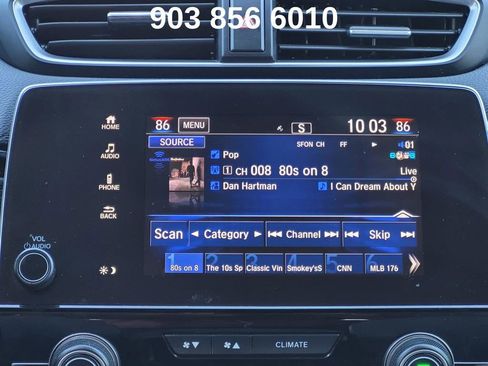 903 856 6010
HOME
AUDIO
PHONE
BACK
VOL
AUDIO
86 MENU S 10 03 86
SOURCE SFON CH FF 01
Pop
1 CH 008 80s on 8 Live
Dan Hartman I Can Dream About Y
Scan Category Channel Skip
1 80s on 8
2 The 10s Sp
3 Classic Vin
4 Smokey'sS
5 CNN
6 MLB 176
CLIMATE